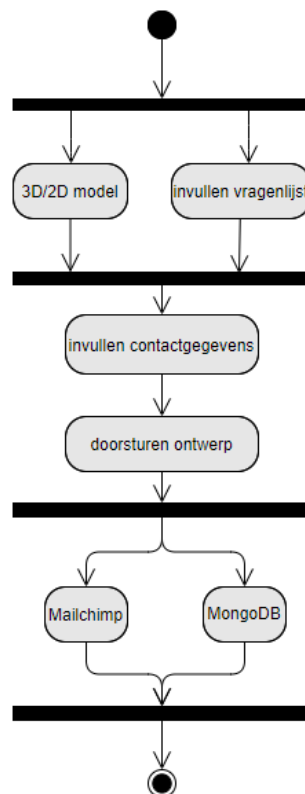 3D/2D model
invullen vragenlijst
invullen contactgegevens
doorsturen ontwerp
Mailchimp
MongoDB